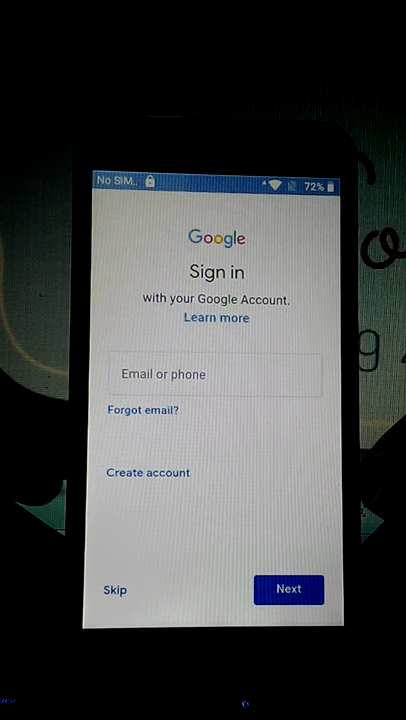 No SIM..
72%
Google
Sign in
with your Google Account.
Learn more
Email or phone
Forgot email?
Create account
Skip
Next